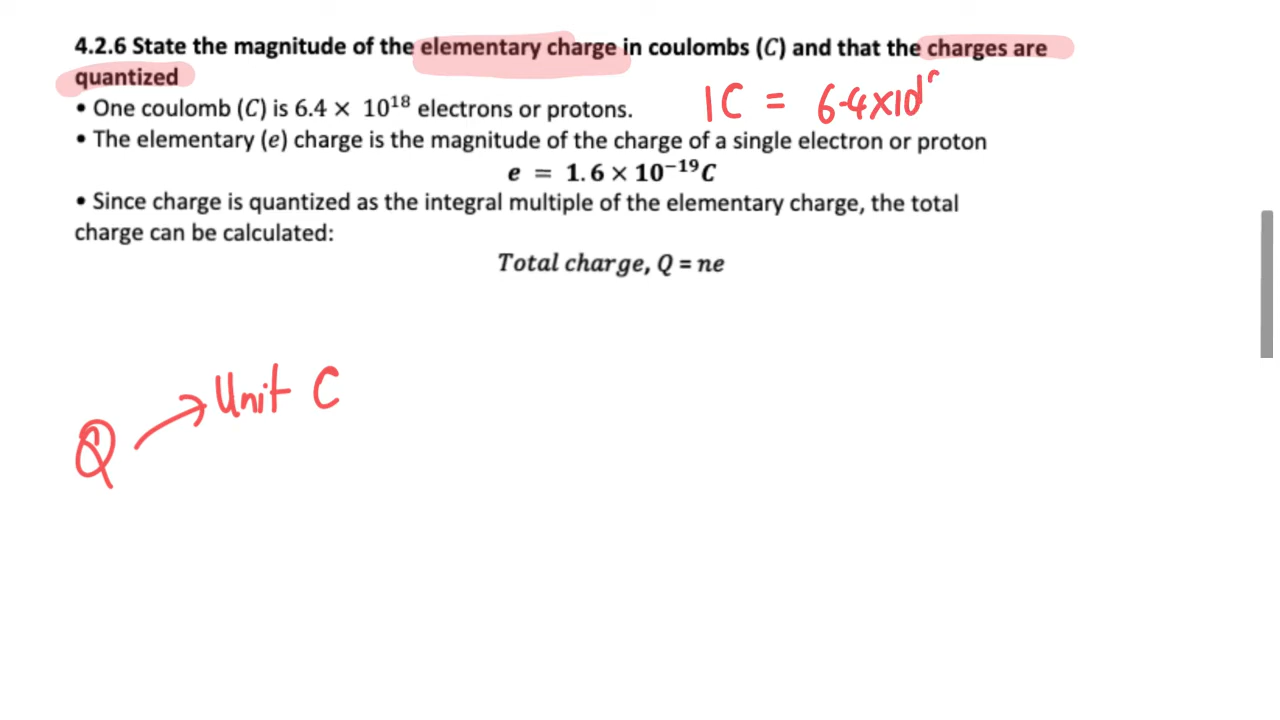 4.2.6 State the magnitude of the elementary charge in coulombs (C) and that the charges are
quantized
• One coulomb (C) is 6.4 × 10¹⁸ electrons or protons.
1C = 6.4×10
• The elementary (e) charge is the magnitude of the charge of a single electron or proton
e = 1.6 × 10⁻¹⁹C
• Since charge is quantized as the integral multiple of the elementary charge, the total
charge can be calculated:
Total charge, Q = ne
Unit C
Q